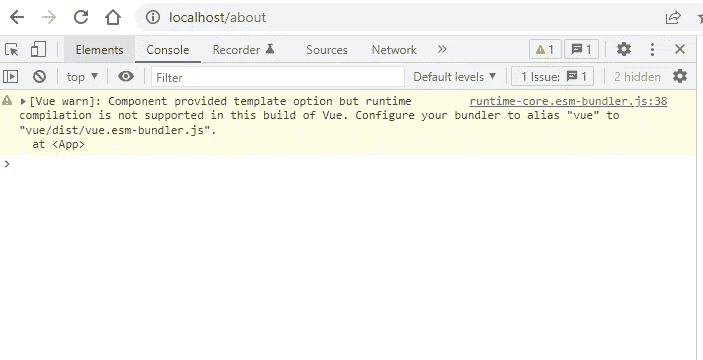 localhost/about
Elements Console Recorder Sources Network » 1 1
top ▼ Filter Default levels ▼ 1 Issue: 1 2 hidden
▶[Vue warn]: Component provided template option but runtime runtime-core.esm-bundler.js:38
compilation is not supported in this build of Vue. Configure your bundler to alias "vue" to
"vue/dist/vue.esm-bundler.js".
at <App>
>